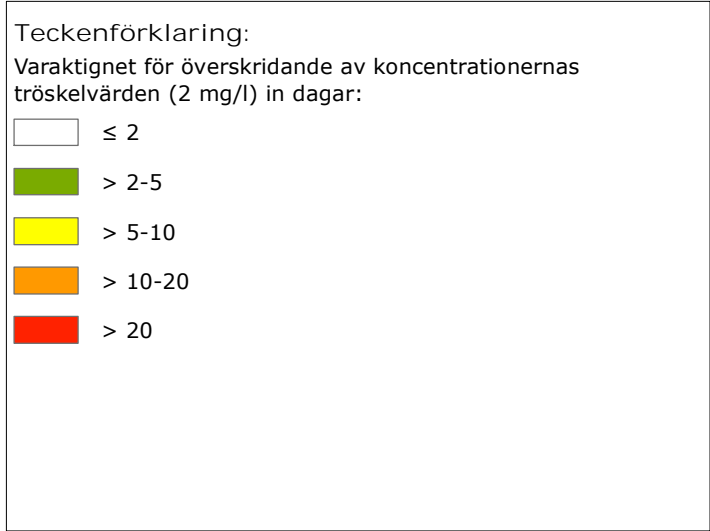 Teckenförklaring:
Varaktignet för överskridande av koncentrationernas
tröskelvärden (2 mg/l) in dagar:
≤ 2
> 2-5
> 5-10
> 10-20
> 20